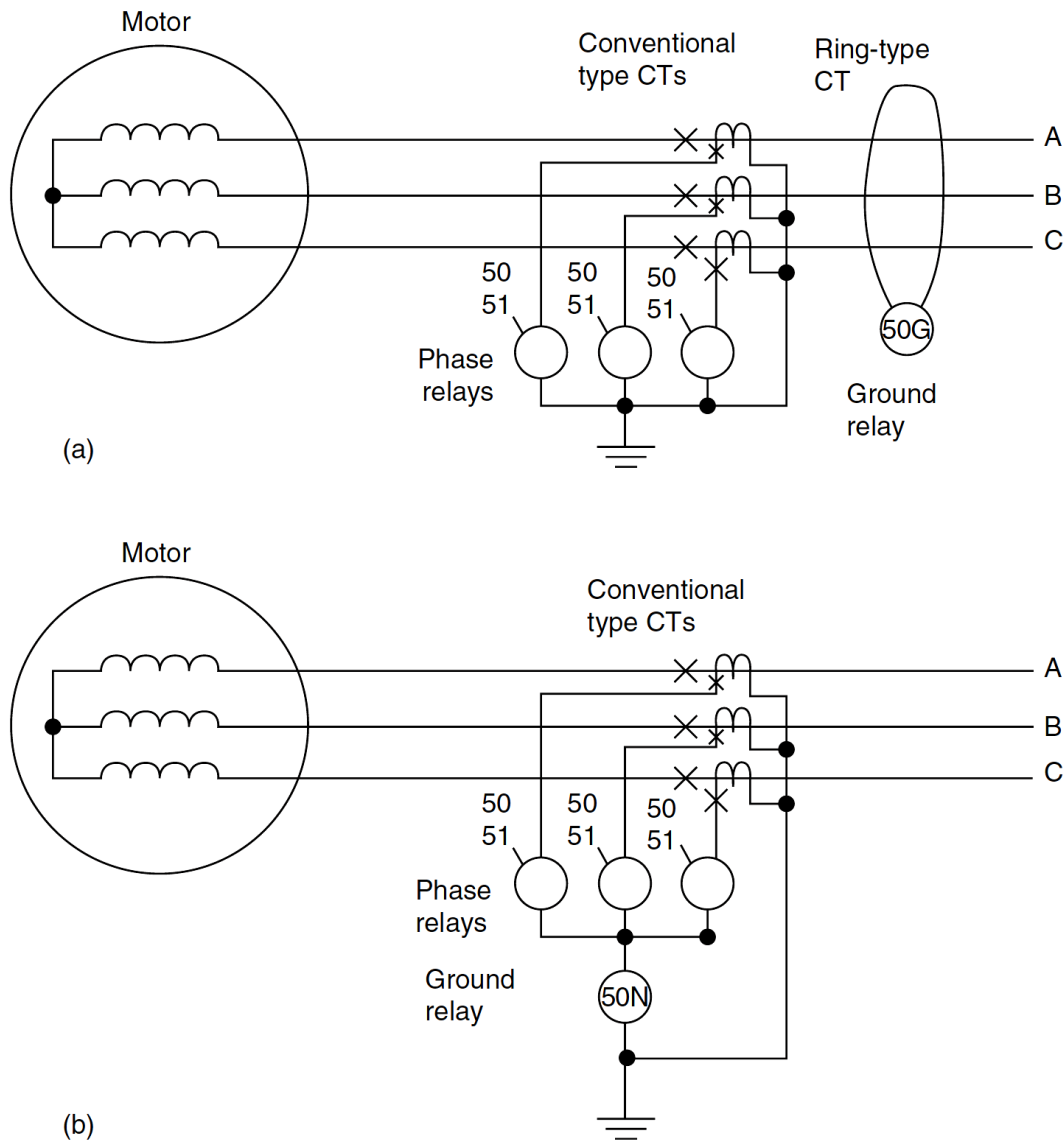 Motor
Conventional
type CTs
Ring-type
CT
A
B
C
50
51
50
51
50
51
Phase
relays
50G
Ground
relay
(a)
Motor
Conventional
type CTs
A
B
C
50
51
50
51
50
51
Phase
relays
Ground
relay
50N
(b)